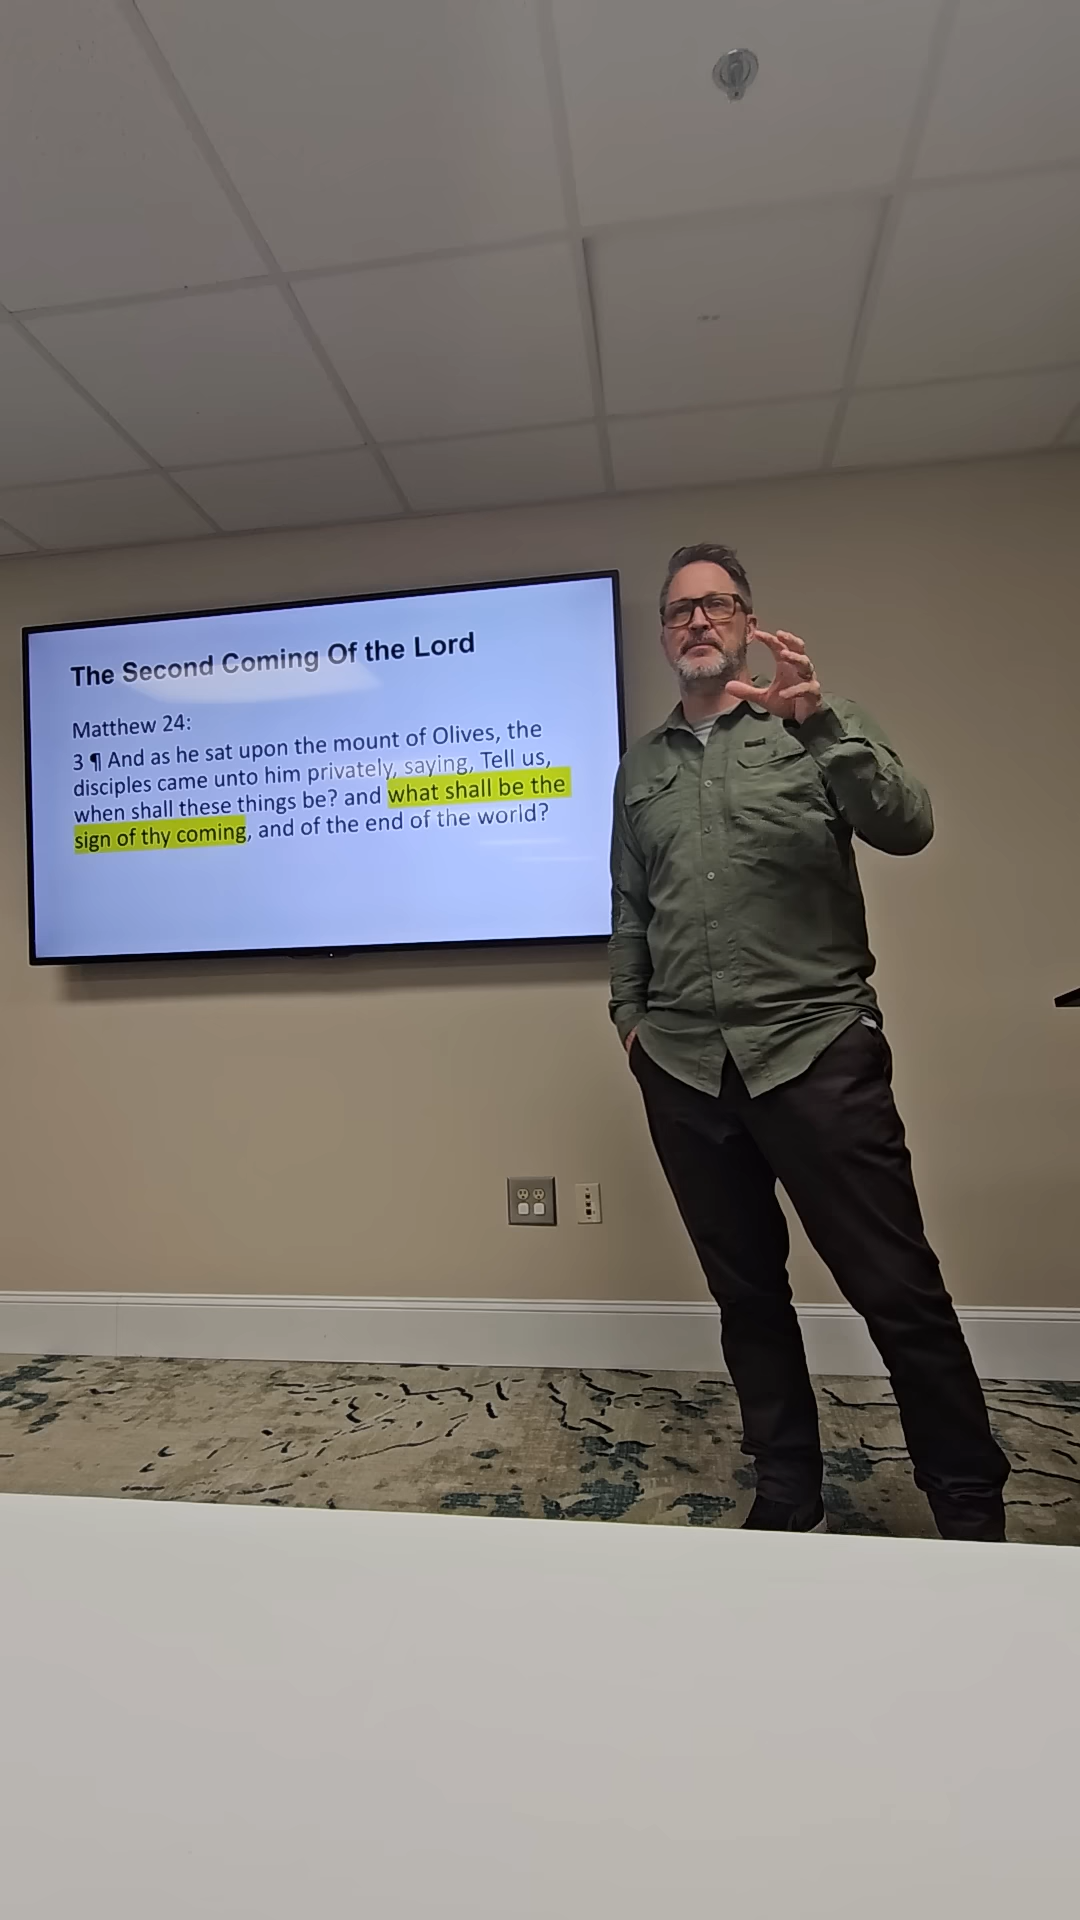 The Second Coming Of the Lord
Matthew 24:
3 ¶ And as he sat upon the mount of Olives, the
disciples came unto him privately, saying, Tell us,
when shall these things be? and what shall be the
sign of thy coming, and of the end of the world?